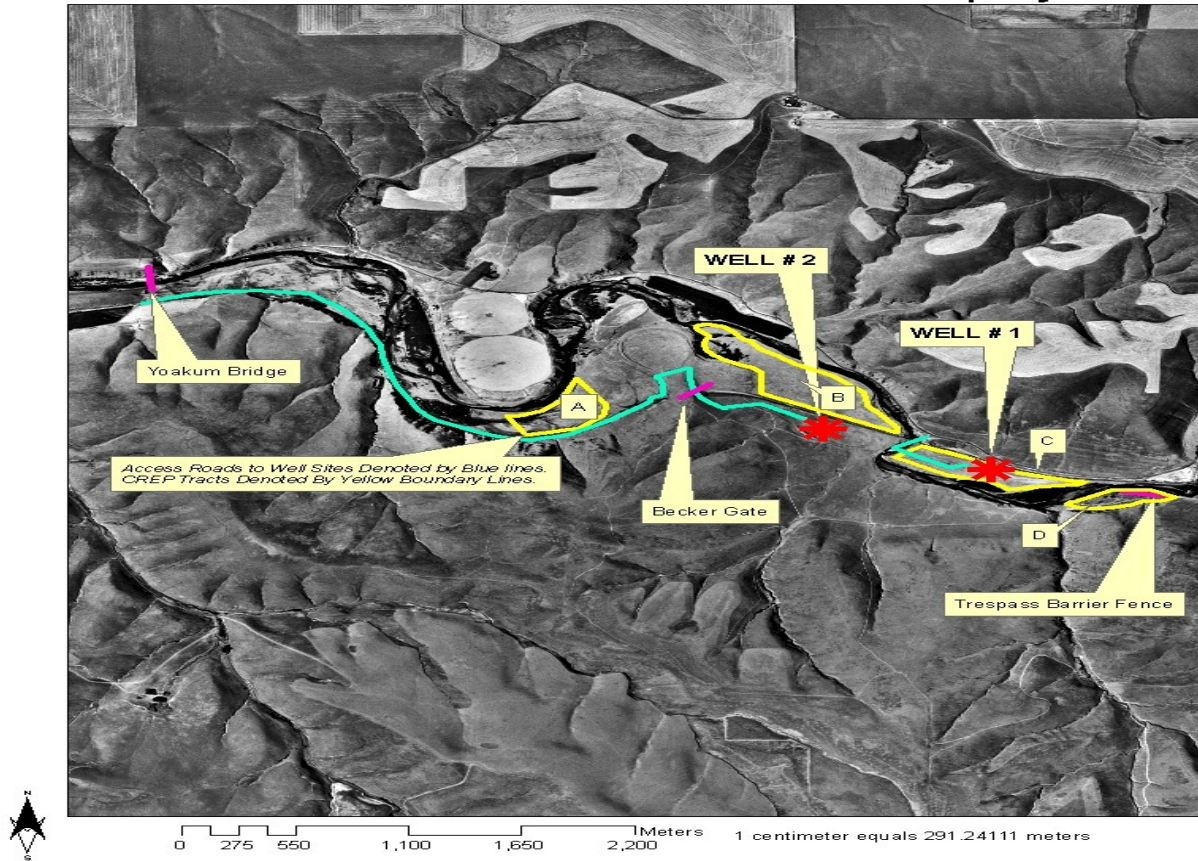 WELL # 2
WELL # 1
Yoakum Bridge
A
B
C
Access Roads to Well Sites Denoted by Blue lines.
CREP Tracts Denoted By Yellow Boundary Lines.
Becker Gate
D
Trespass Barrier Fence
N
S
Meters
0 275 550 1,100 1,650 2,200
1 centimeter equals 291.24111 meters